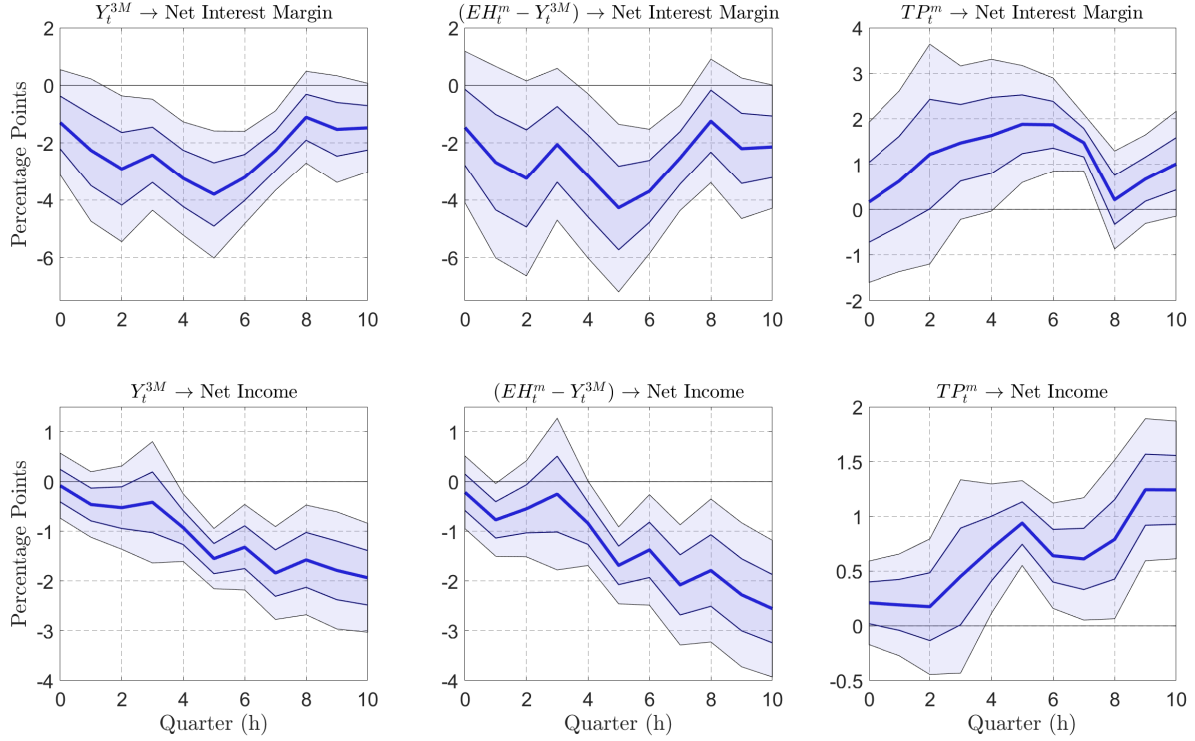 Y_t^{3M} → Net Interest Margin
(EH_t^m − Y_t^{3M}) → Net Interest Margin
TP_t^m → Net Interest Margin
Percentage Points
2
0
-2
-4
-6
0 2 4 6 8 10
2
0
-2
-4
-6
0 2 4 6 8 10
4
3
2
1
0
-1
-2
0 2 4 6 8 10
Y_t^{3M} → Net Income
(EH_t^m − Y_t^{3M}) → Net Income
TP_t^m → Net Income
Percentage Points
1
0
-1
-2
-3
-4
0 2 4 6 8 10
Quarter (h)
1
0
-1
-2
-3
-4
0 2 4 6 8 10
Quarter (h)
2
1.5
1
0.5
0
-0.5
0 2 4 6 8 10
Quarter (h)